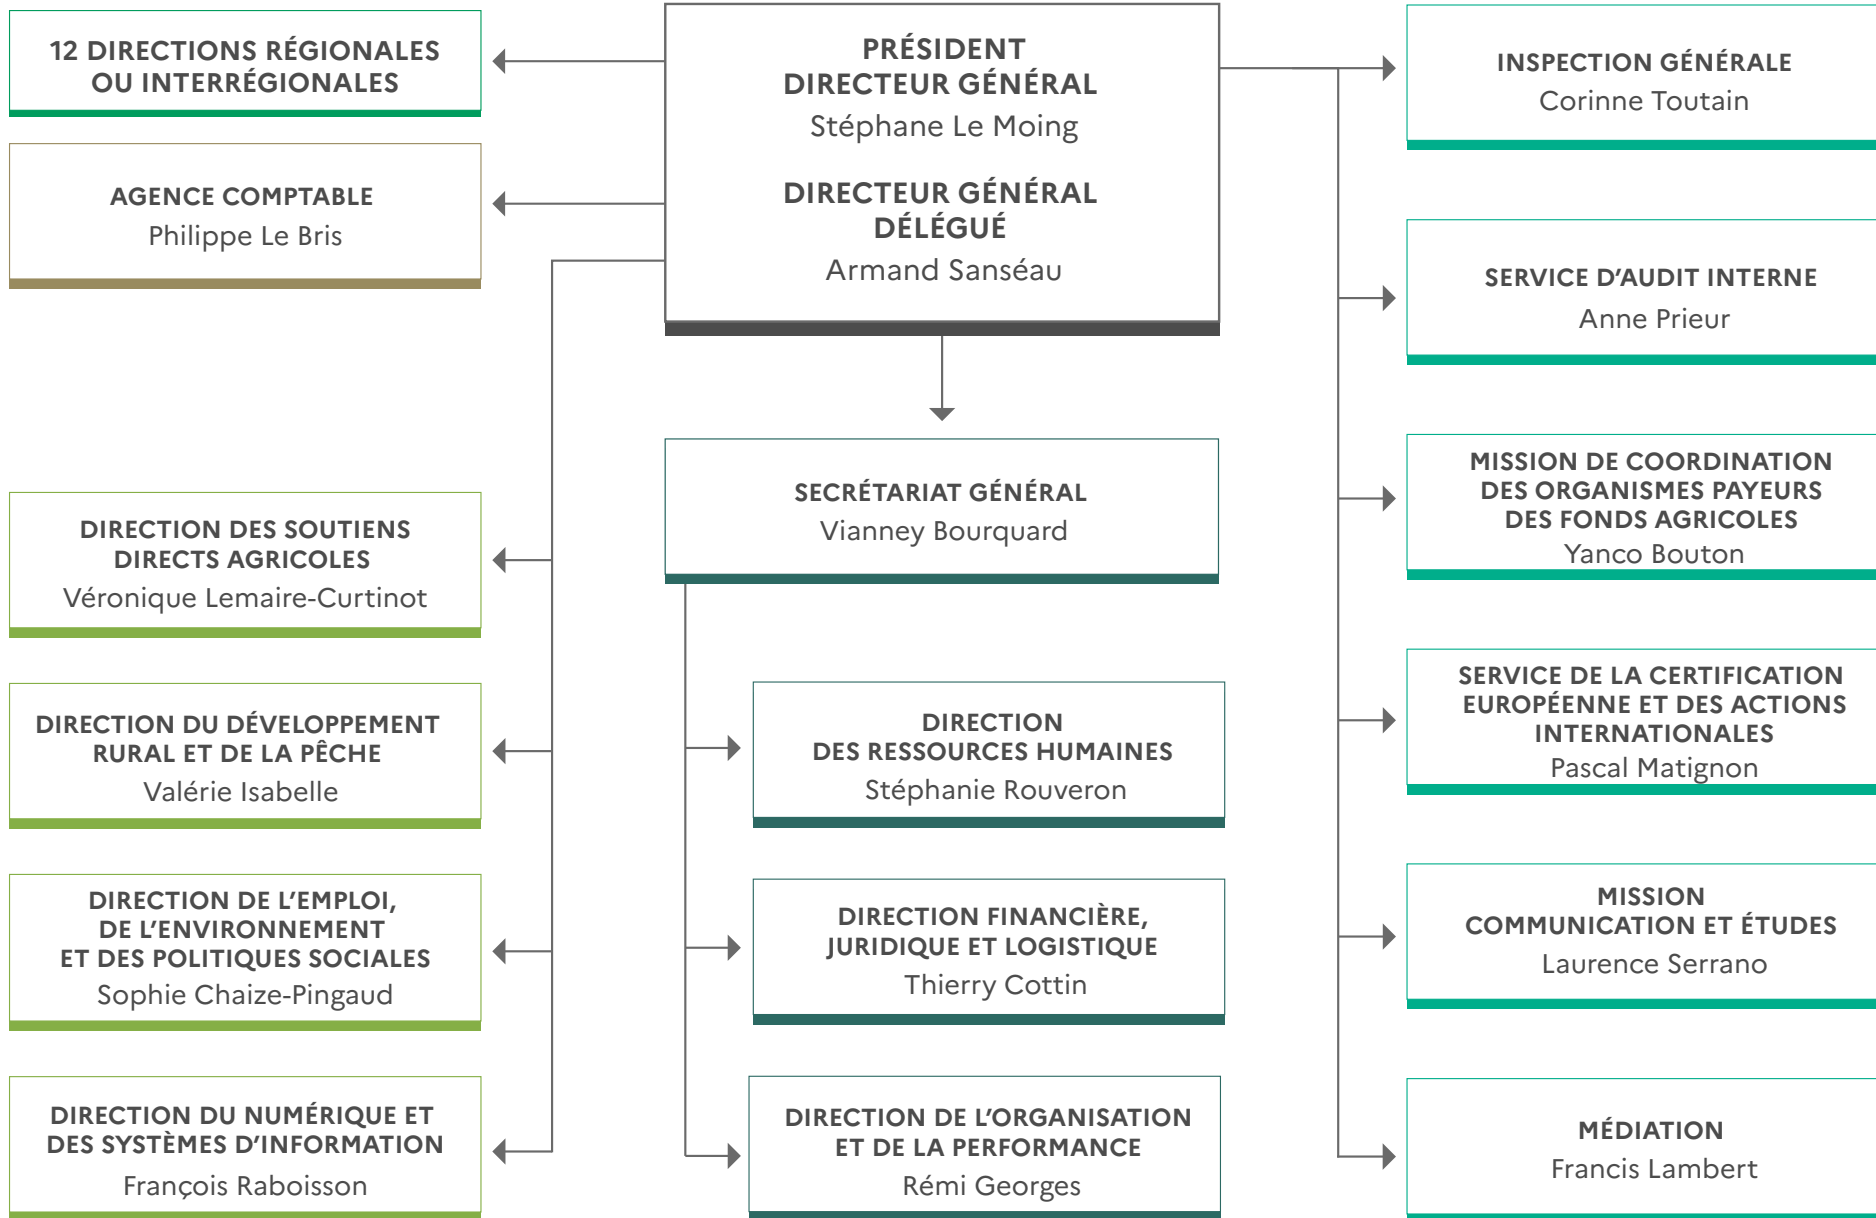 12 DIRECTIONS RÉGIONALES
OU INTERRÉGIONALES
AGENCE COMPTABLE
Philippe Le Bris
PRÉSIDENT
DIRECTEUR GÉNÉRAL
Stéphane Le Moing
DIRECTEUR GÉNÉRAL
DÉLÉGUÉ
Armand Sanséau
INSPECTION GÉNÉRALE
Corinne Toutain
SERVICE D'AUDIT INTERNE
Anne Prieur
MISSION DE COORDINATION
DES ORGANISMES PAYEURS
DES FONDS AGRICOLES
Yanco Bouton
SERVICE DE LA CERTIFICATION
EUROPÉENNE ET DES ACTIONS
INTERNATIONALES
Pascal Matignon
MISSION
COMMUNICATION ET ÉTUDES
Laurence Serrano
MÉDIATION
Francis Lambert
SECRÉTARIAT GÉNÉRAL
Vianney Bourquard
DIRECTION
DES RESSOURCES HUMAINES
Stéphanie Rouveron
DIRECTION FINANCIÈRE,
JURIDIQUE ET LOGISTIQUE
Thierry Cottin
DIRECTION DE L'ORGANISATION
ET DE LA PERFORMANCE
Rémi Georges
DIRECTION DES SOUTIENS
DIRECTS AGRICOLES
Véronique Lemaire-Curtinot
DIRECTION DU DÉVELOPPEMENT
RURAL ET DE LA PÊCHE
Valérie Isabelle
DIRECTION DE L'EMPLOI,
DE L'ENVIRONNEMENT
ET DES POLITIQUES SOCIALES
Sophie Chaize-Pingaud
DIRECTION DU NUMÉRIQUE ET
DES SYSTÈMES D'INFORMATION
François Raboisson